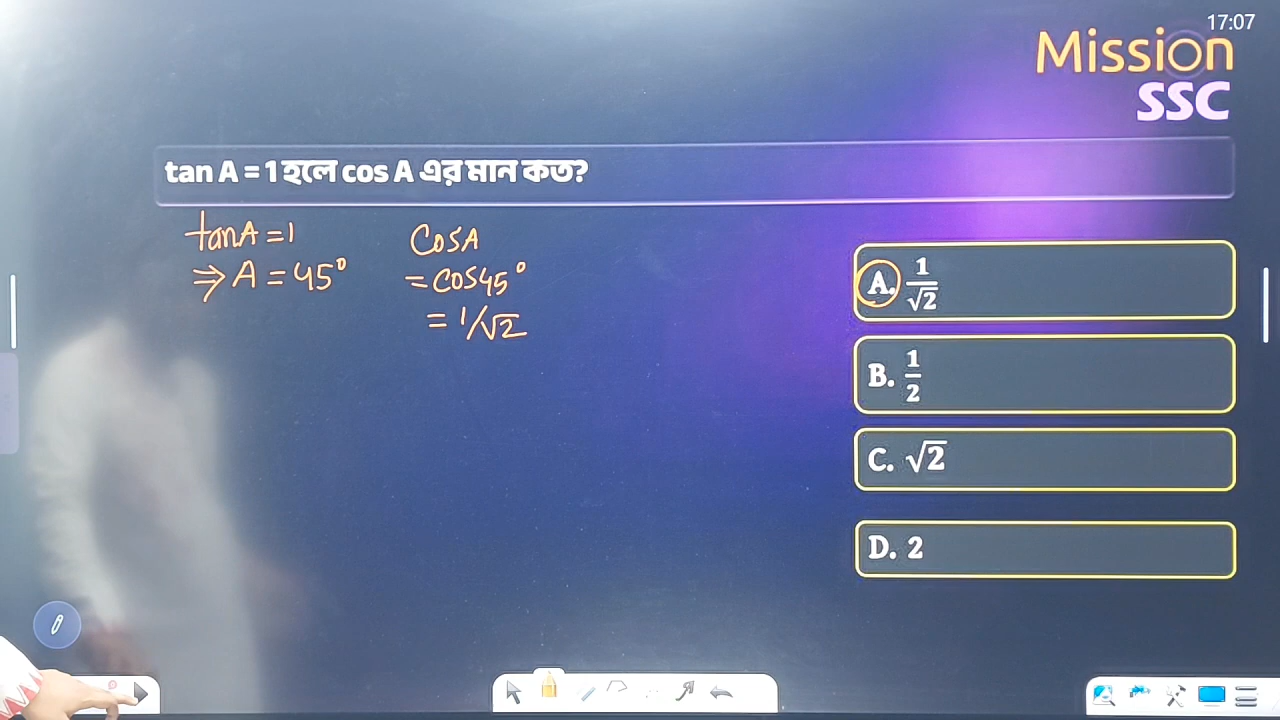 17:07
Mission
SSC
tan A = 1 হলে cos A এর মান কত?
tanA = 1
⇒ A = 45°
cosA
= cos45°
= 1/√2
A. 1/√2
B. 1/2
C. √2
D. 2